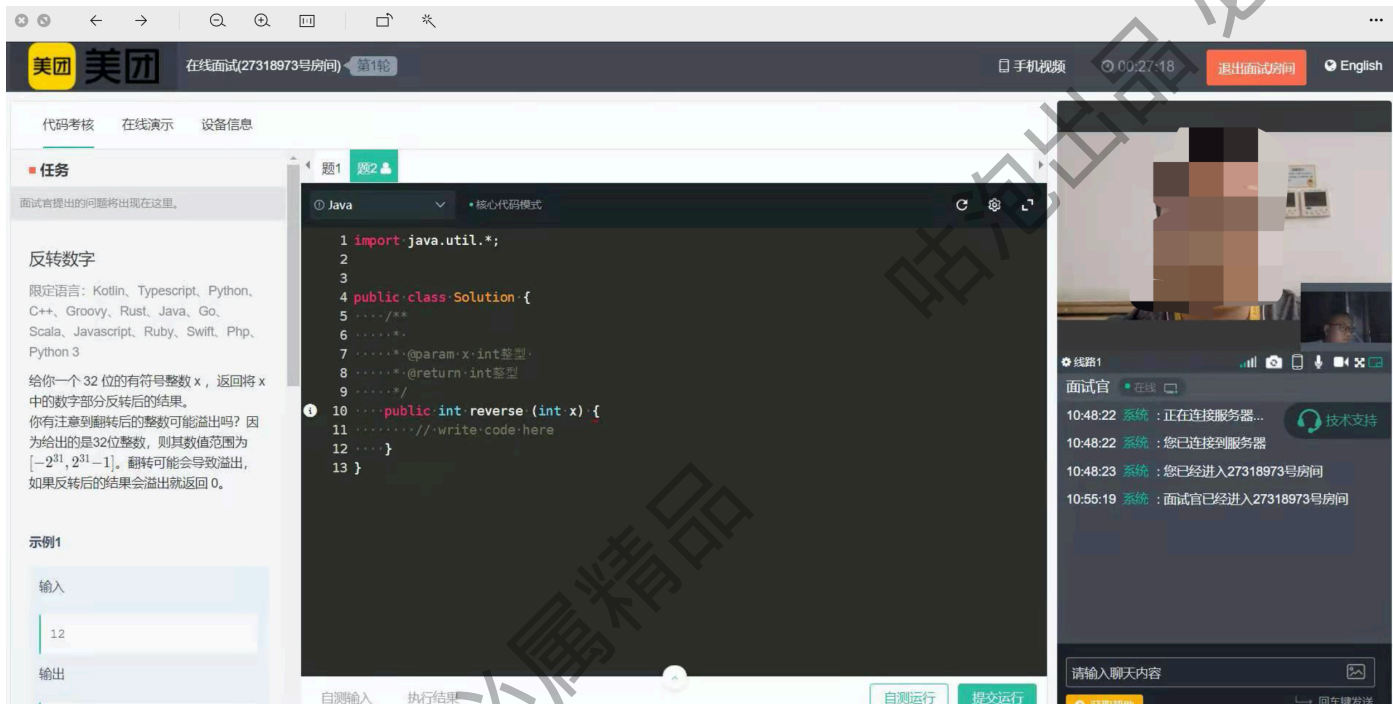 美团 美团 在线面试(27318973号房间) 第1轮 手机视频 00:27:18 退出面试房间 English
代码考核 在线演示 设备信息
任务
面试官提出的问题将出现在这里。
反转数字
限定语言：Kotlin、Typescript、Python、
C++、Groovy、Rust、Java、Go、
Scala、Javascript、Ruby、Swift、Php、
Python 3
给你一个 32 位的有符号整数 x ，返回将 x
中的数字部分反转后的结果。
你有注意到翻转后的整数可能溢出吗？因
为给出的是32位整数，则其数值范围为
[−2^31, 2^31−1]。翻转可能会导致溢出，
如果反转后的结果会溢出就返回 0。
示例1
输入
12
输出
题1 题2
Java •核心代码模式
1 import java.util.*;
2
3
4 public class Solution {
5 /**
6 *
7 * @param x int整型
8 * @return int整型
9 */
10 public int reverse (int x) {
11 // write code here
12 }
13 }
自测输入 执行结果 自测运行 提交运行
线路1
面试官 •在线
10:48:22 系统 : 正在连接服务器...
技术支持
10:48:22 系统 : 您已连接到服务器
10:48:23 系统 : 您已经进入27318973号房间
10:55:19 系统 : 面试官已经进入27318973号房间
请输入聊天内容
获取帮助 回车键发送
咕泡出品 必
属精品